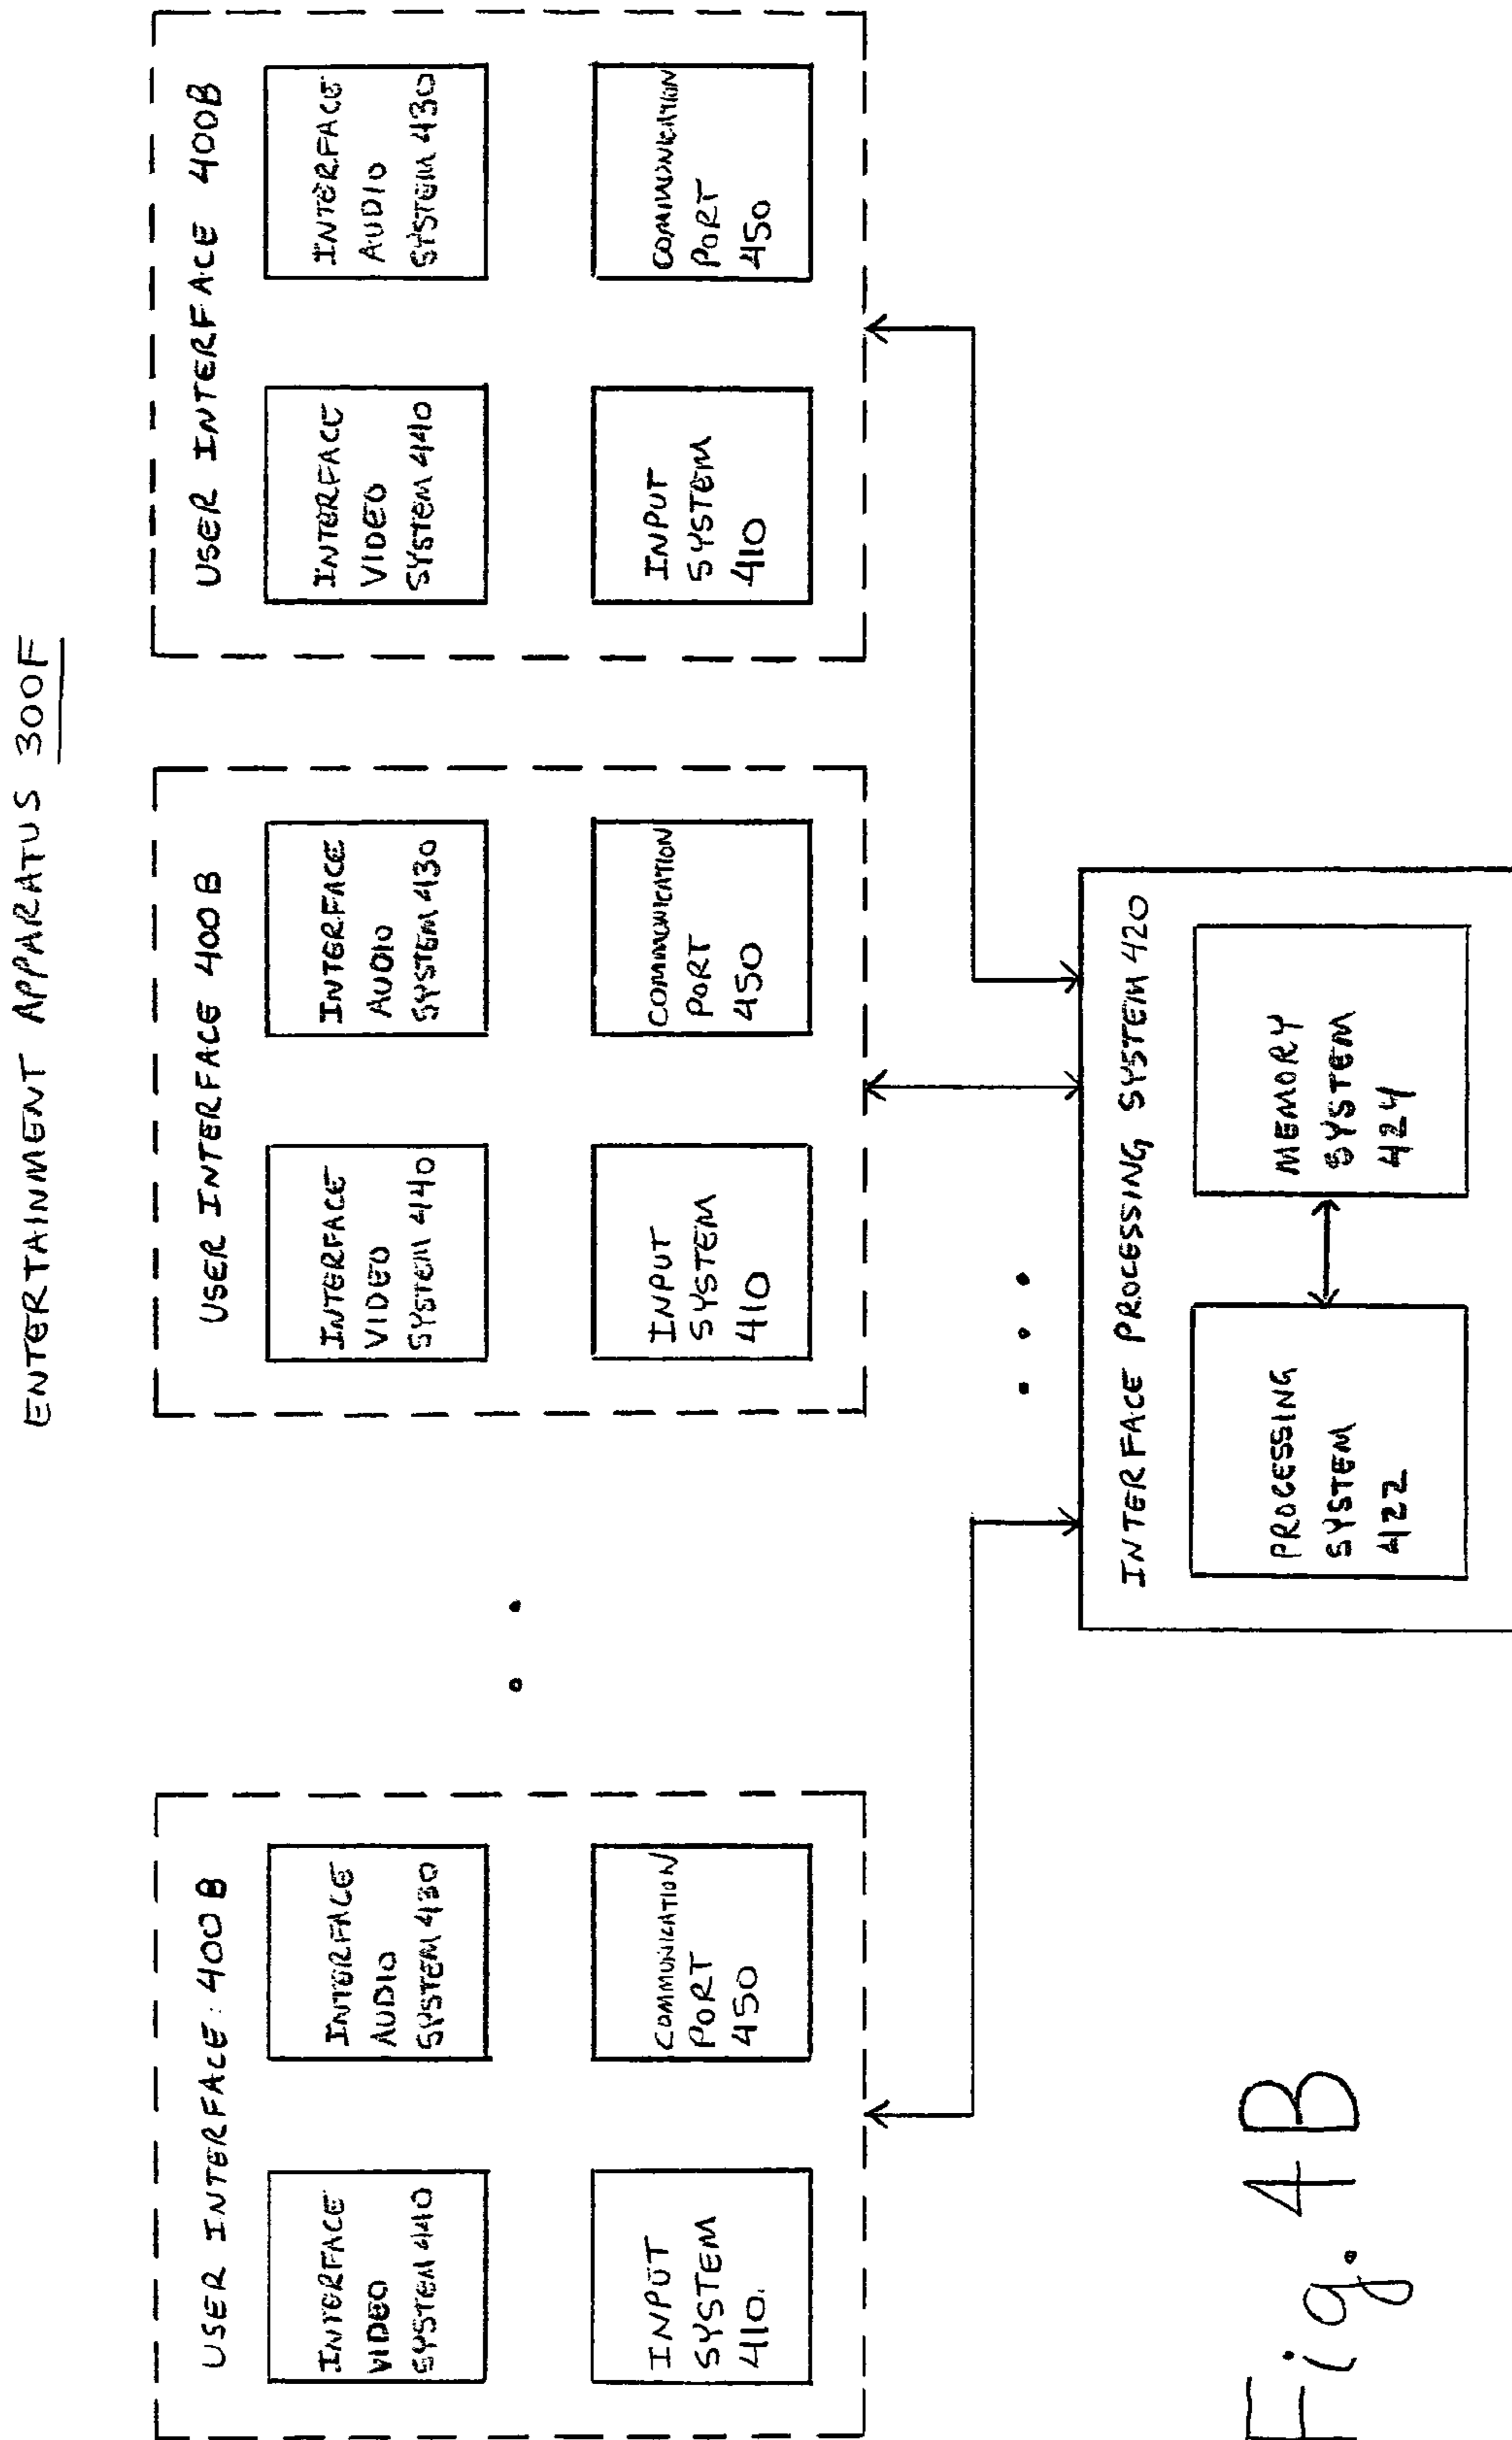 ENTERTAINMENT APPARATUS 300F
USER INTERFACE 400B
INTERFACE
VIDEO
SYSTEM 440
INTERFACE
AUDIO
SYSTEM 430
INPUT
SYSTEM
410
COMMUNICATION
PORT
450
USER INTERFACE 400B
INTERFACE
VIDEO
SYSTEM 440
INTERFACE
AUDIO
SYSTEM 430
INPUT
SYSTEM
410
COMMUNICATION
PORT
450
USER INTERFACE 400B
INTERFACE
VIDEO
SYSTEM 440
INTERFACE
AUDIO
SYSTEM 430
INPUT
SYSTEM
410
COMMUNICATION
PORT
450
INTERFACE PROCESSING SYSTEM 420
PROCESSING
SYSTEM
422
MEMORY
SYSTEM
424
Fig. 4B